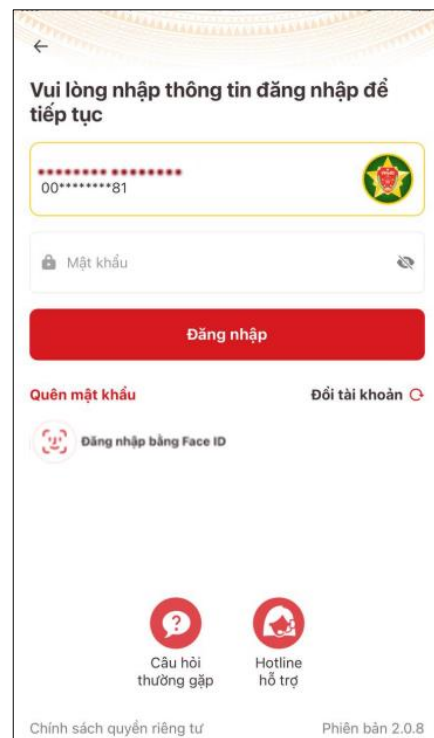 Vui lòng nhập thông tin đăng nhập để
tiếp tục
00********81
Mật khẩu
Đăng nhập
Quên mật khẩu
Đổi tài khoản
Đăng nhập bằng Face ID
Câu hỏi
thường gặp
Hotline
hỗ trợ
Chính sách quyền riêng tư
Phiên bản 2.0.8